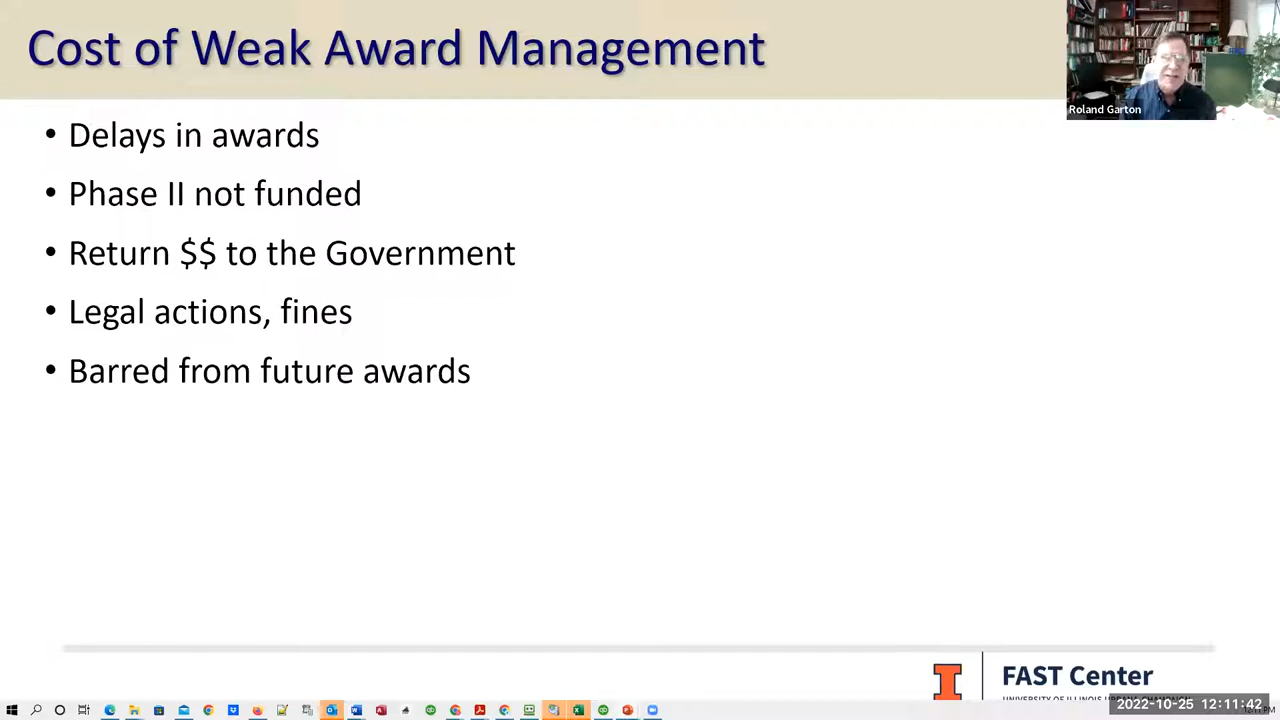 Cost of Weak Award Management
Roland Garton
• Delays in awards
• Phase II not funded
• Return $$ to the Government
• Legal actions, fines
• Barred from future awards
FAST Center
2022-10-25 12:11:42